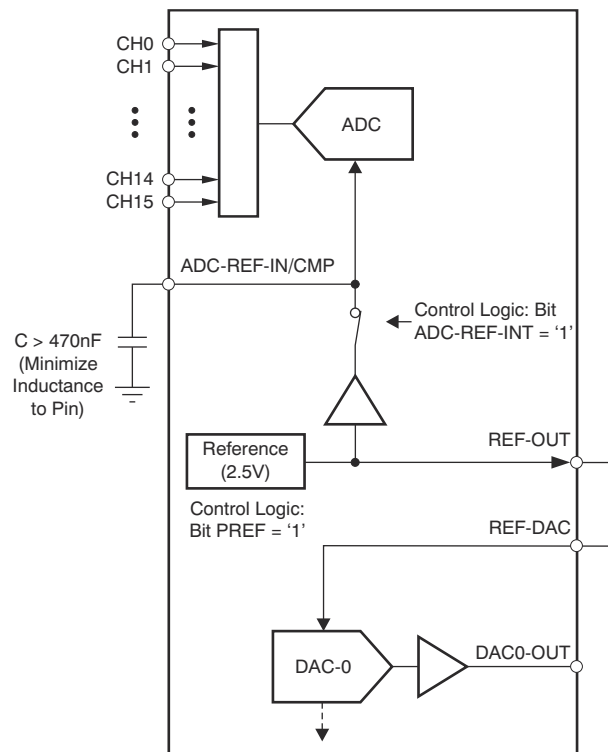 CH0
CH1
ADC
CH14
CH15
ADC-REF-IN/CMP
C > 470nF
(Minimize
Inductance
to Pin)
Control Logic: Bit
ADC-REF-INT = ‘1’
Reference
(2.5V)
REF-OUT
Control Logic:
Bit PREF = ‘1’
REF-DAC
DAC-0
DAC0-OUT